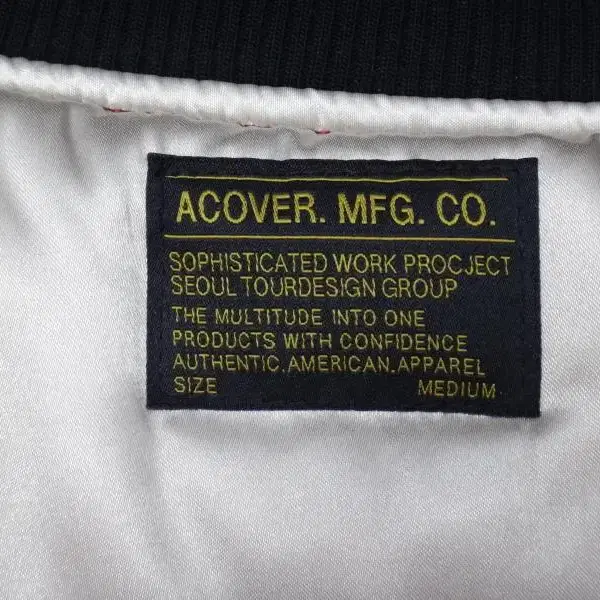 ACOVER. MFG. CO.
SOPHISTICATED WORK PROCJECT
SEOUL TOURDESIGN GROUP
THE MULTITUDE INTO ONE
PRODUCTS WITH CONFIDENCE
AUTHENTIC.AMERICAN.APPAREL
SIZE MEDIUM